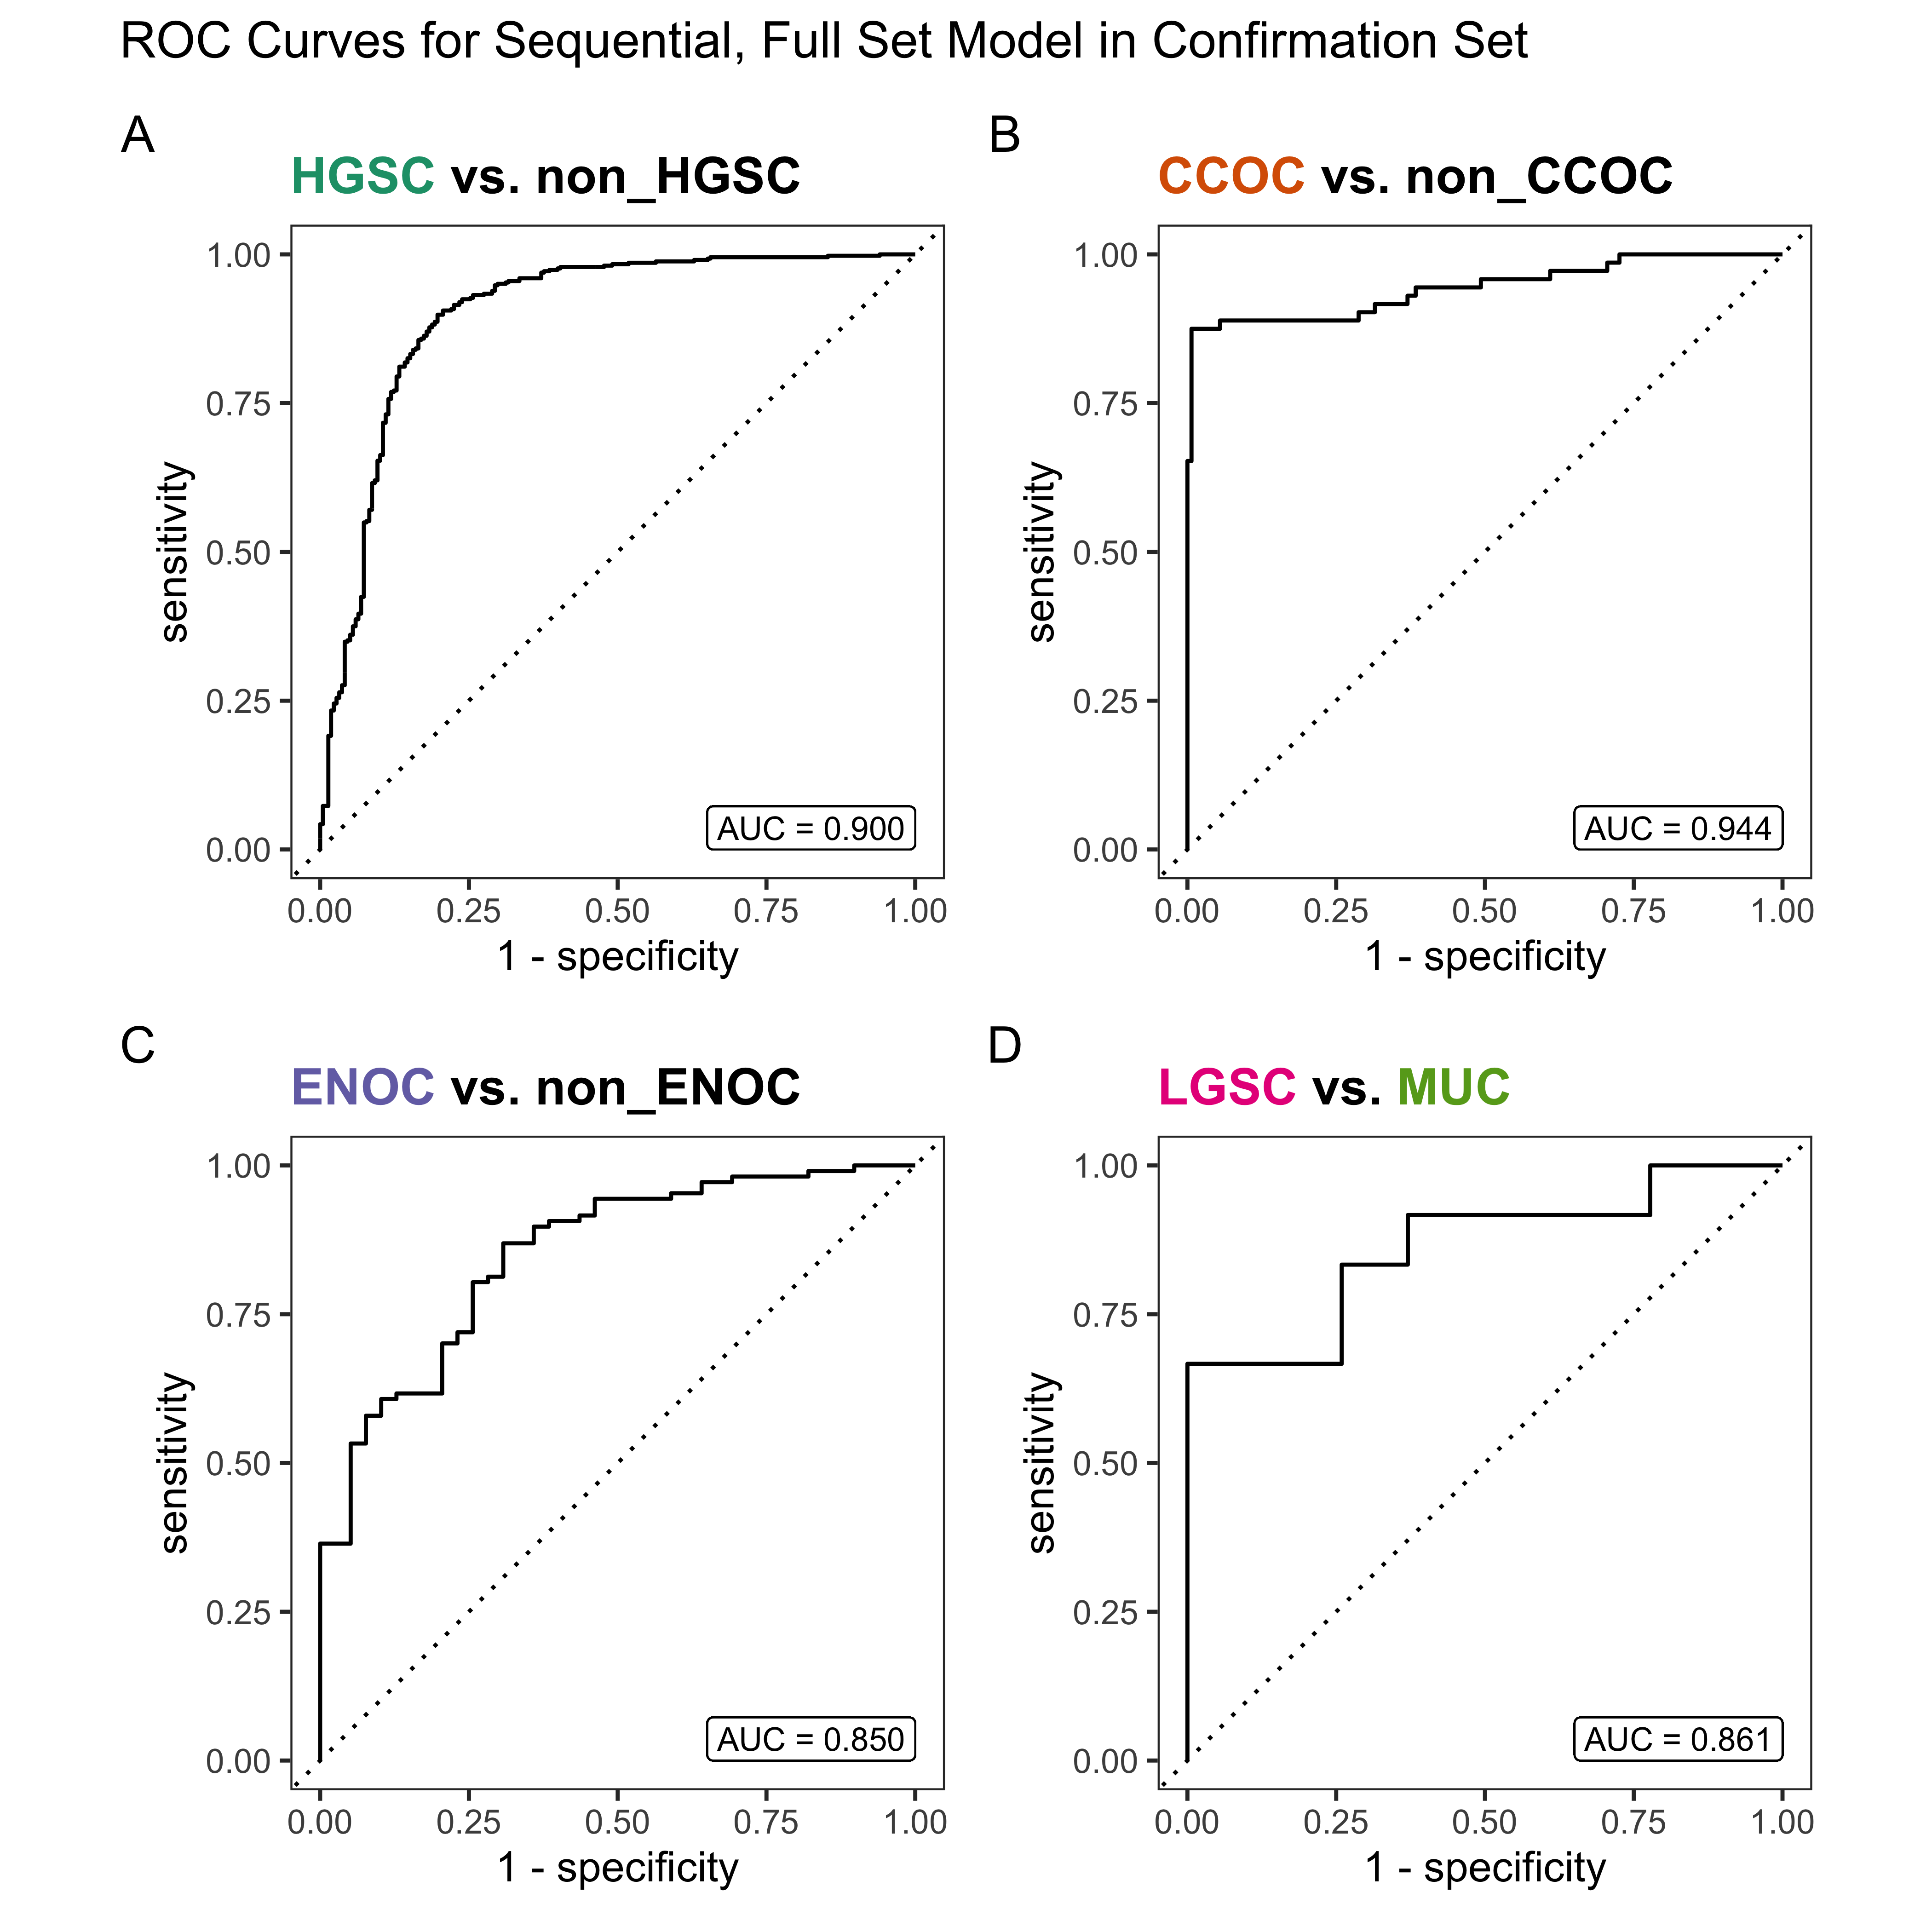 ROC Curves for Sequential, Full Set Model in Confirmation Set
A
HGSC vs. non_HGSC
1.00
0.75
0.50
0.25
0.00
sensitivity
AUC = 0.900
0.00 0.25 0.50 0.75 1.00
1 - specificity
B
CCOC vs. non_CCOC
1.00
0.75
0.50
0.25
0.00
sensitivity
AUC = 0.944
0.00 0.25 0.50 0.75 1.00
1 - specificity
C
ENOC vs. non_ENOC
1.00
0.75
0.50
0.25
0.00
sensitivity
AUC = 0.850
0.00 0.25 0.50 0.75 1.00
1 - specificity
D
LGSC vs. MUC
1.00
0.75
0.50
0.25
0.00
sensitivity
AUC = 0.861
0.00 0.25 0.50 0.75 1.00
1 - specificity